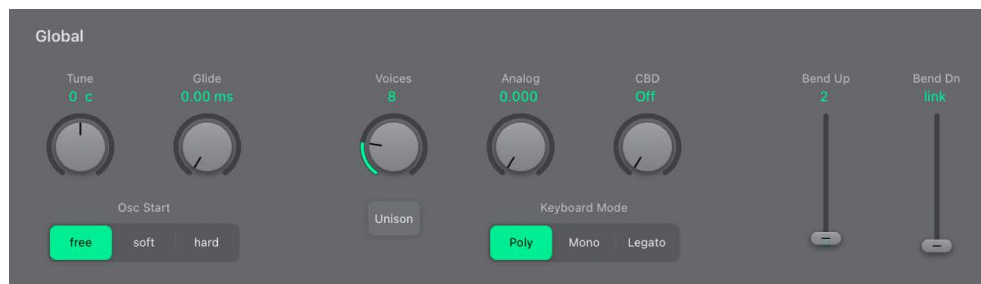 Global
Tune
0 c
Glide
0.00 ms
Voices
8
Analog
0.000
CBD
Off
Bend Up
2
Bend Dn
link
Osc Start
free soft hard
Unison
Keyboard Mode
Poly Mono Legato